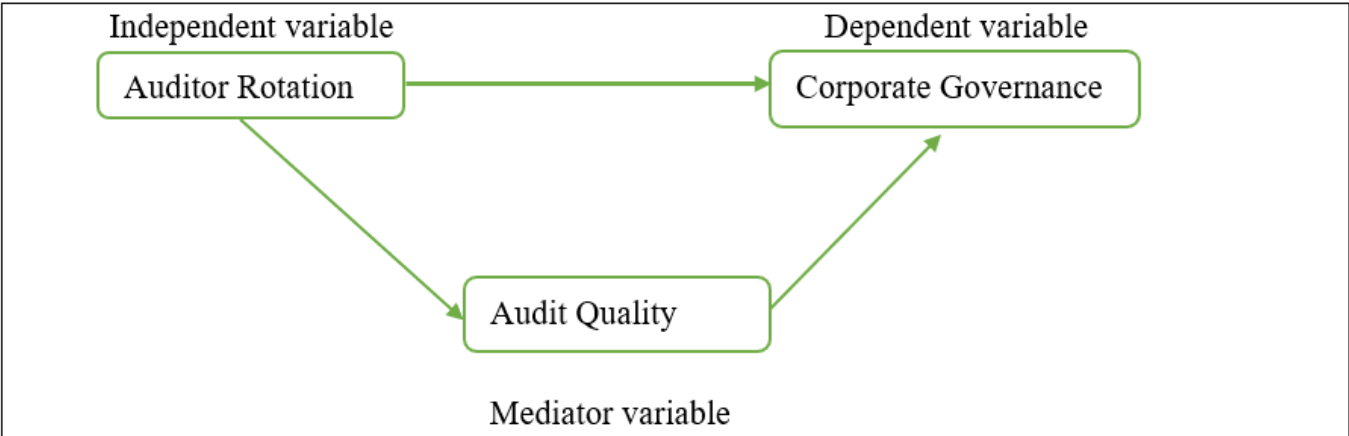 Independent variable
Dependent variable
Auditor Rotation
Corporate Governance
Audit Quality
Mediator variable